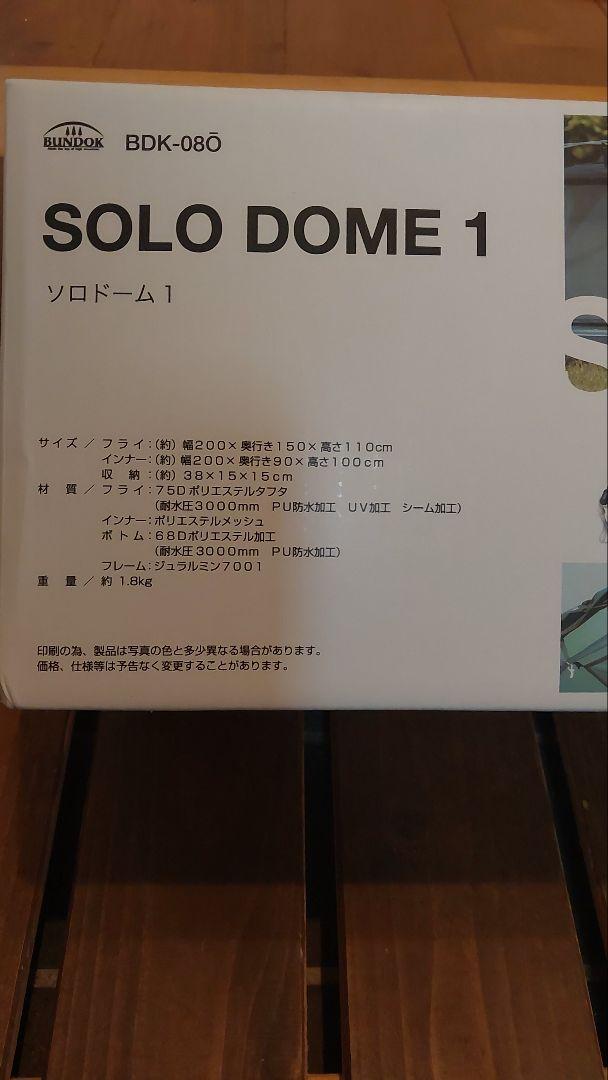 BUNDOK
BDK-08Ō
SOLO DOME 1
ソロドーム1
サイズ／フライ：(約) 幅200×奥行き150×高さ110cm
インナー：(約) 幅200×奥行き90×高さ100cm
収　納：(約) 38×15×15cm
材　質／フライ：75Dポリエステルタフタ
(耐水圧3000mm　PU防水加工　UV加工　シーム加工)
インナー：ポリエステルメッシュ
ボトム：68Dポリエステル加工
(耐水圧3000mm　PU防水加工)
フレーム：ジュラルミン7001
重　量／約 1.8kg
印刷の為、製品は写真の色と多少異なる場合があります。
価格、仕様等は予告なく変更することがあります。
S